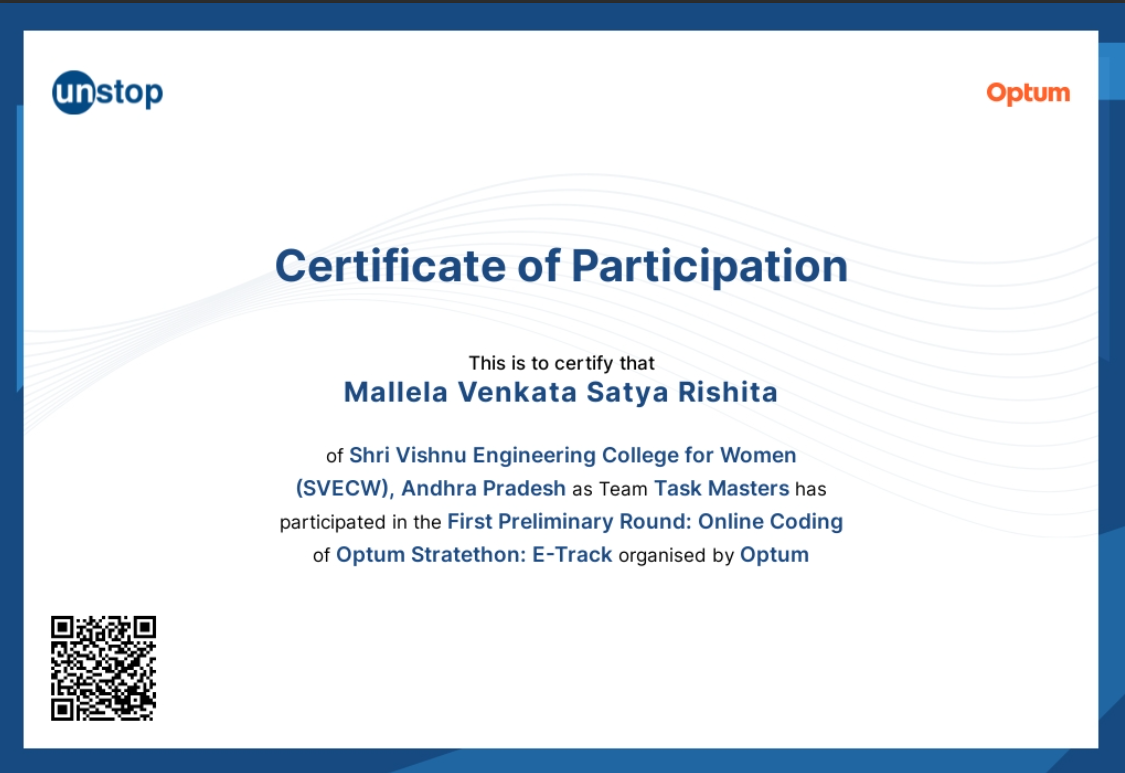 unstop
Optum
Certificate of Participation
This is to certify that
Mallela Venkata Satya Rishita
of Shri Vishnu Engineering College for Women
(SVECW), Andhra Pradesh as Team Task Masters has
participated in the First Preliminary Round: Online Coding
of Optum Stratethon: E-Track organised by Optum